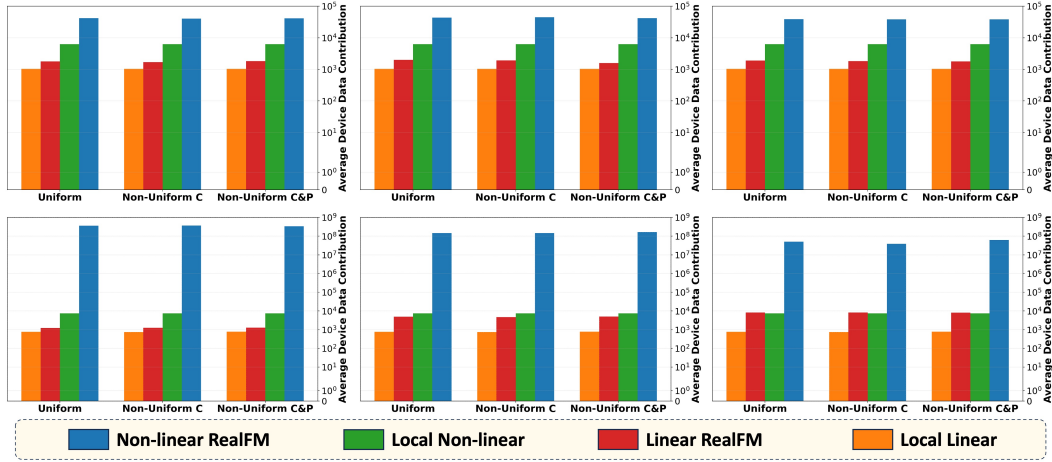 10^5
10^4
10^3
10^2
10^1
10^0
0
Average Device Data Contribution
Uniform
Non-Uniform C
Non-Uniform C&P
10^5
10^4
10^3
10^2
10^1
10^0
0
Average Device Data Contribution
Uniform
Non-Uniform C
Non-Uniform C&P
10^5
10^4
10^3
10^2
10^1
10^0
0
Average Device Data Contribution
Uniform
Non-Uniform C
Non-Uniform C&P
10^9
10^8
10^7
10^6
10^5
10^4
10^3
10^2
10^1
10^0
0
Average Device Data Contribution
Uniform
Non-Uniform C
Non-Uniform C&P
10^9
10^8
10^7
10^6
10^5
10^4
10^3
10^2
10^1
10^0
0
Average Device Data Contribution
Uniform
Non-Uniform C
Non-Uniform C&P
10^9
10^8
10^7
10^6
10^5
10^4
10^3
10^2
10^1
10^0
0
Average Device Data Contribution
Uniform
Non-Uniform C
Non-Uniform C&P
Non-linear RealFM
Local Non-linear
Linear RealFM
Local Linear